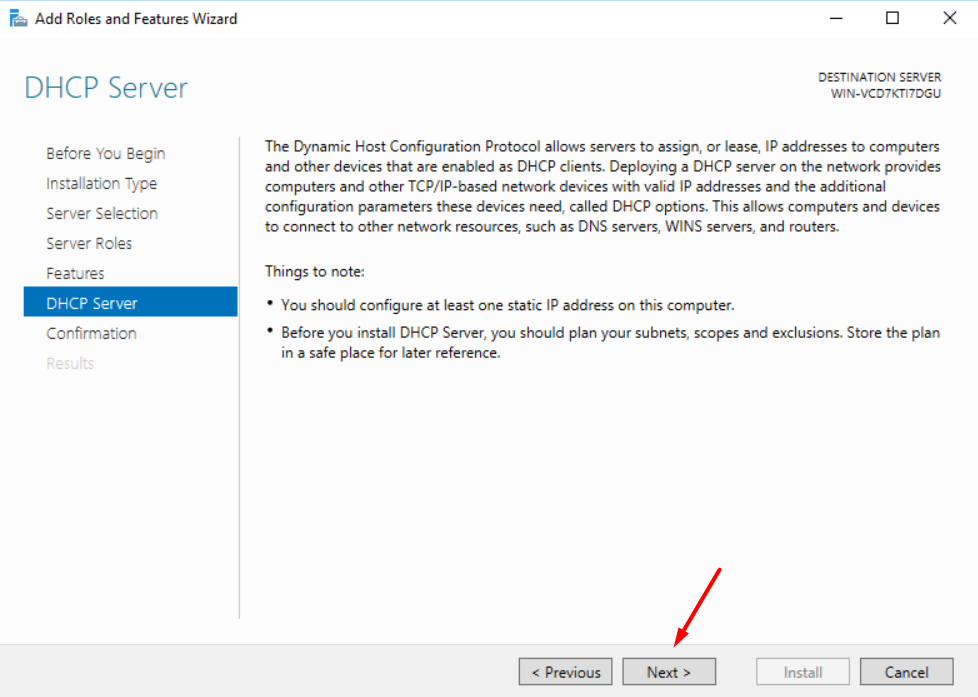 Add Roles and Features Wizard
DHCP Server
DESTINATION SERVER
WIN-VCD7KTI7DGU
Before You Begin
Installation Type
Server Selection
Server Roles
Features
DHCP Server
Confirmation
Results
The Dynamic Host Configuration Protocol allows servers to assign, or lease, IP addresses to computers
and other devices that are enabled as DHCP clients. Deploying a DHCP server on the network provides
computers and other TCP/IP-based network devices with valid IP addresses and the additional
configuration parameters these devices need, called DHCP options. This allows computers and devices
to connect to other network resources, such as DNS servers, WINS servers, and routers.
Things to note:
• You should configure at least one static IP address on this computer.
• Before you install DHCP Server, you should plan your subnets, scopes and exclusions. Store the plan
in a safe place for later reference.
< Previous
Next >
Install
Cancel